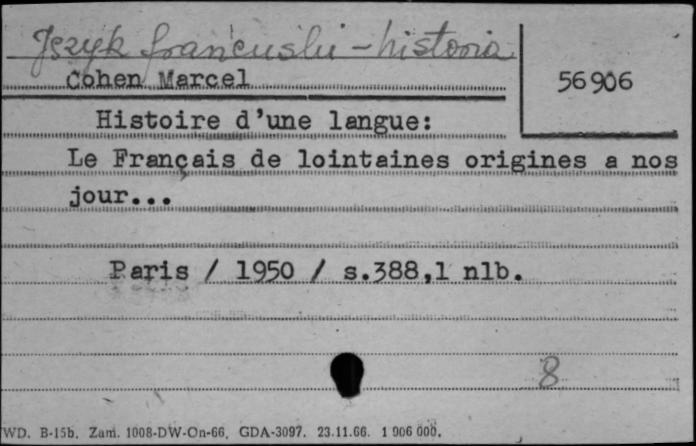 Język francuski - historia
Cohen Marcel
56906
Histoire d'une langue:
Le Français de lointaines origines a nos
jour...
Paris / 1950 / s.388,1 nlb.
8
WD. B-15b. Zam. 1008-DW-On-66. GDA-3097. 23.11.66. 1 906 000.